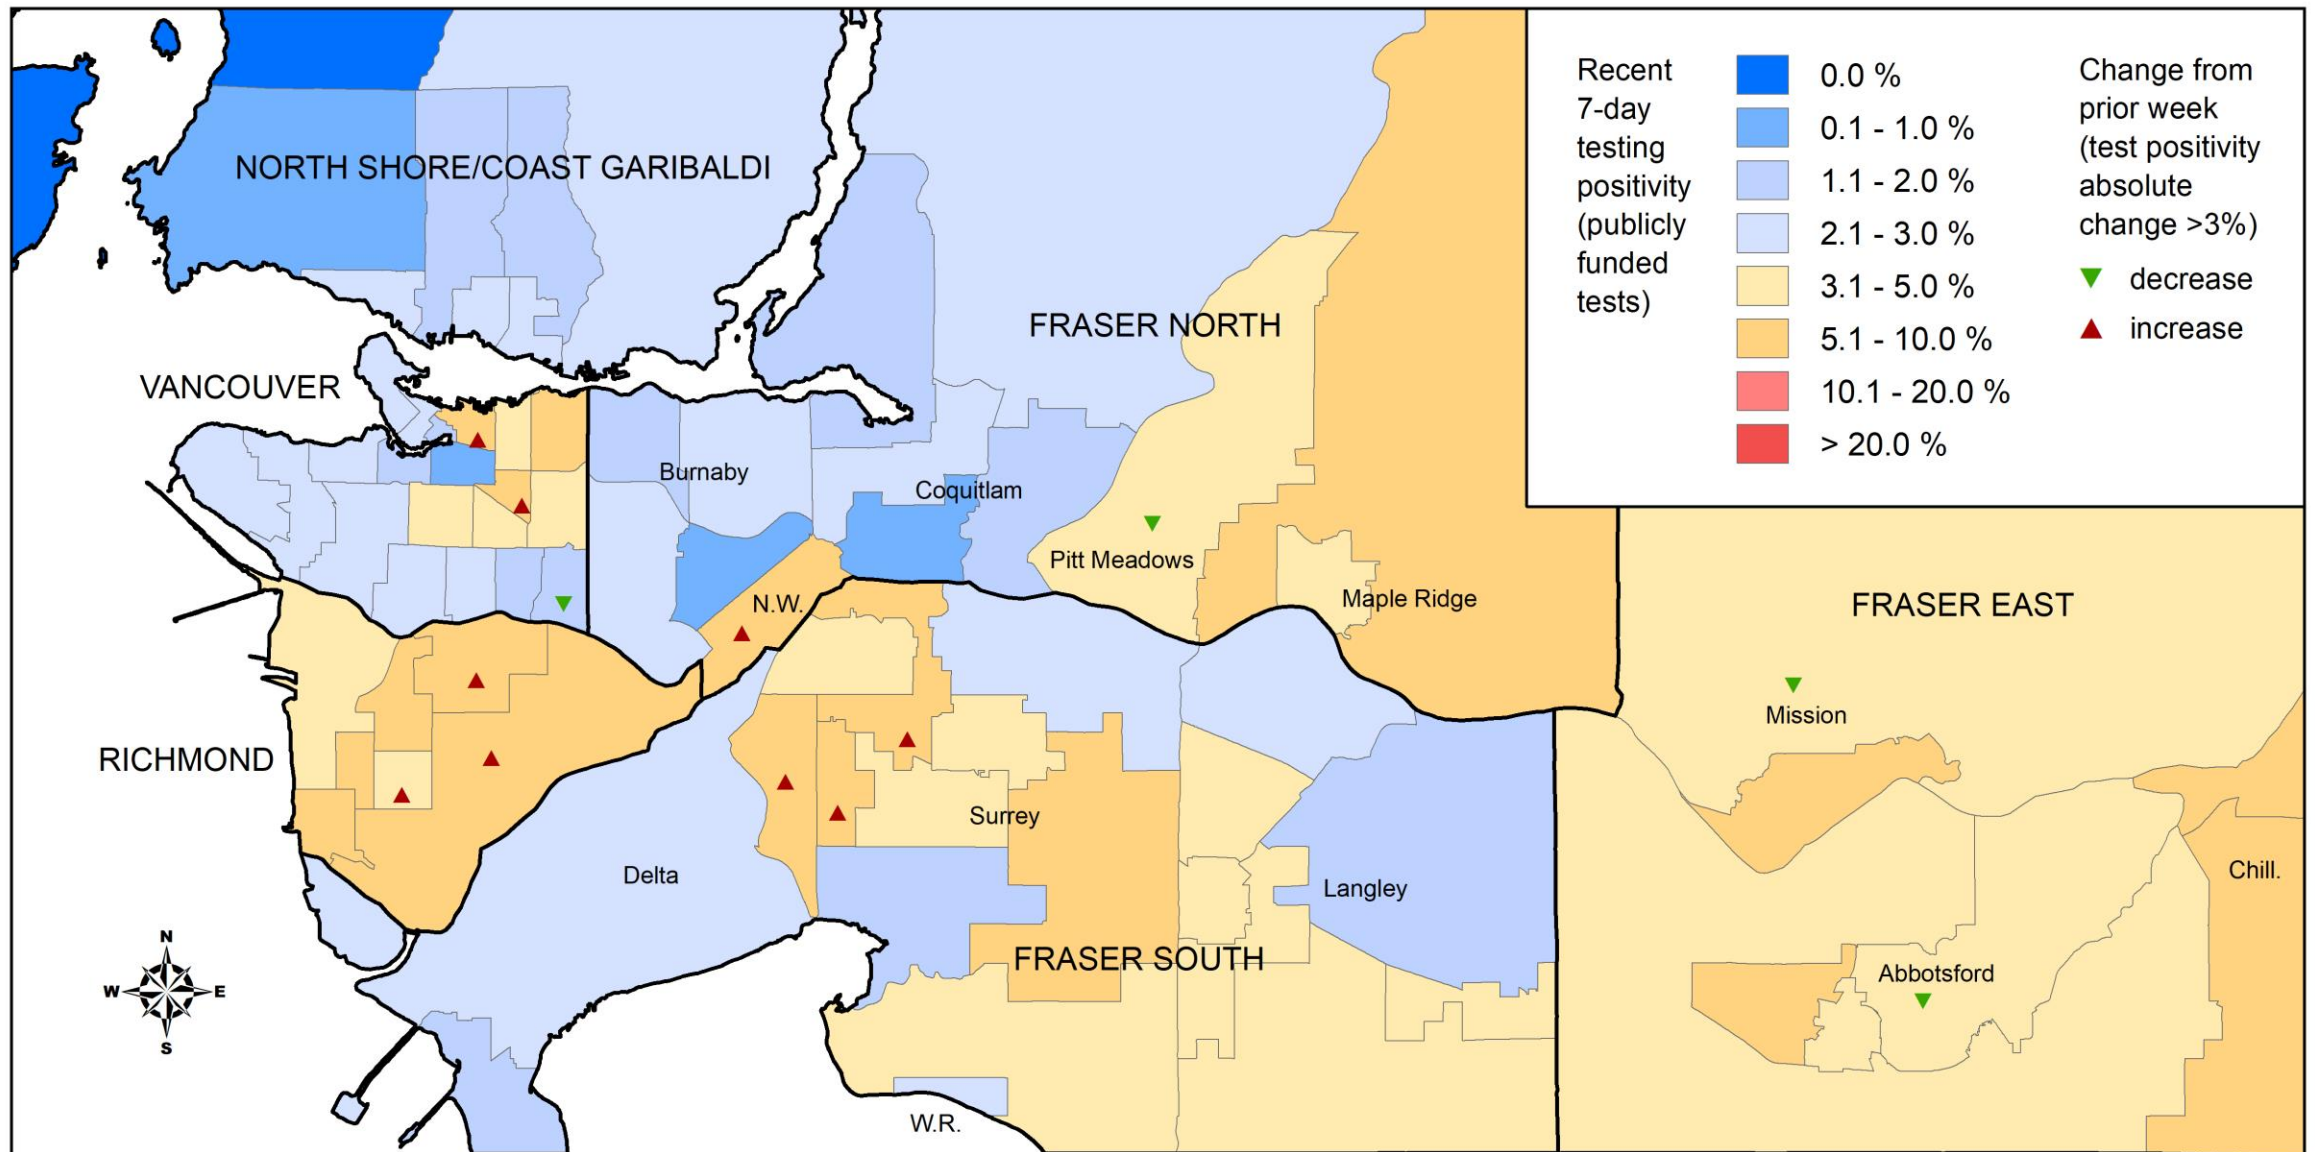 Recent
7-day
testing
positivity
(publicly
funded
tests)
0.0 %
0.1 - 1.0 %
1.1 - 2.0 %
2.1 - 3.0 %
3.1 - 5.0 %
5.1 - 10.0 %
10.1 - 20.0 %
> 20.0 %
Change from
prior week
(test positivity
absolute
change >3%)
decrease
increase
NORTH SHORE/COAST GARIBALDI
FRASER NORTH
VANCOUVER
Burnaby
Coquitlam
Pitt Meadows
N.W.
Maple Ridge
FRASER EAST
Mission
RICHMOND
Surrey
Delta
Langley
Chill.
FRASER SOUTH
Abbotsford
N
W
E
S
W.R.